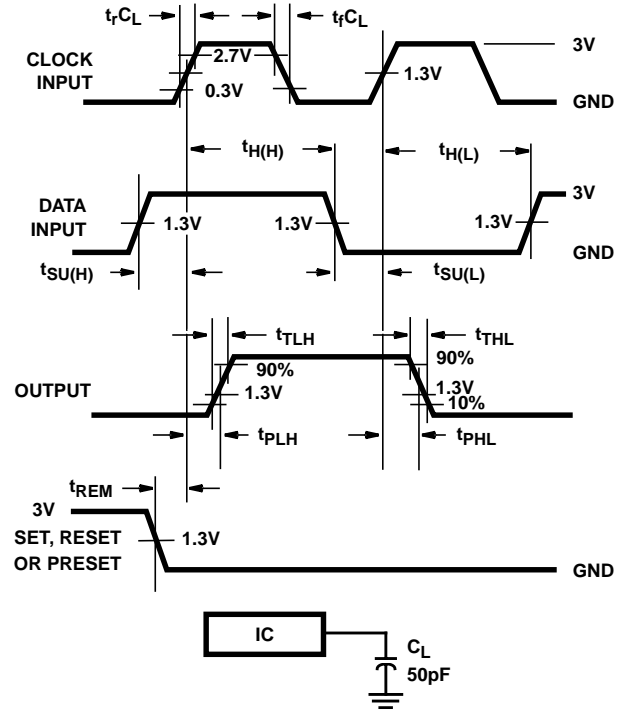 trCL
tfCL
CLOCK
INPUT
2.7V
0.3V
1.3V
3V
GND
tH(H)
tH(L)
DATA
INPUT
1.3V
1.3V
1.3V
3V
GND
tSU(H)
tSU(L)
tTLH
tTHL
OUTPUT
90%
1.3V
90%
1.3V
10%
tPLH
tPHL
tREM
3V
SET, RESET
OR PRESET
1.3V
GND
IC
CL
50pF